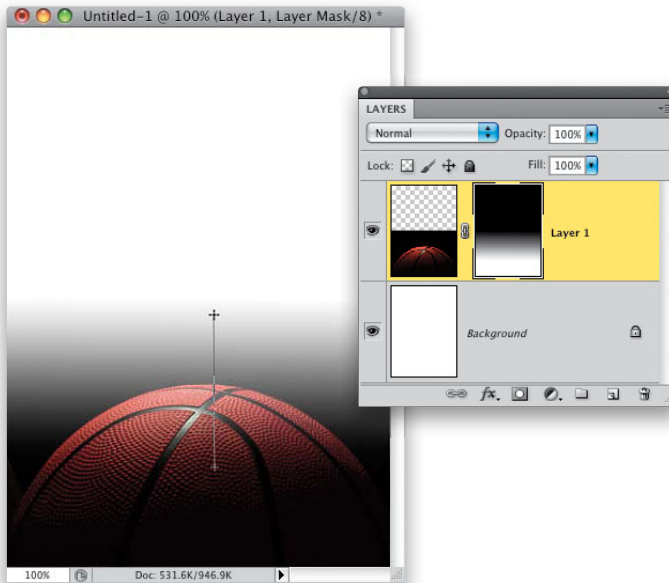 Untitled-1 @ 100% (Layer 1, Layer Mask/8) *
LAYERS
Normal
Opacity: 100%
Lock:
Fill: 100%
Layer 1
Background
fx.
100%
Doc: 531.6K/946.9K